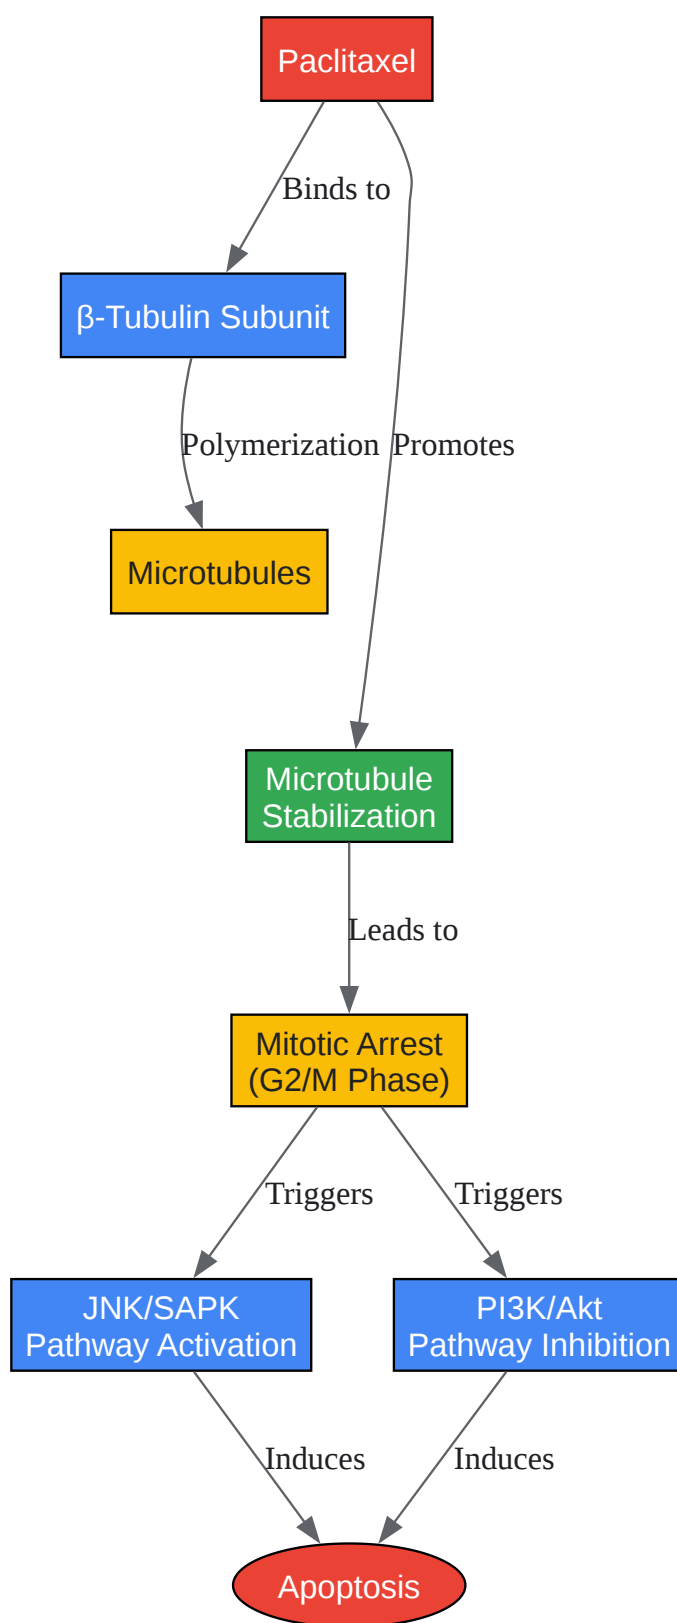 Paclitaxel
Binds to
β-Tubulin Subunit
Polymerization
Promotes
Microtubules
Microtubule
Stabilization
Leads to
Mitotic Arrest
(G2/M Phase)
Triggers
Triggers
JNK/SAPK
Pathway Activation
PI3K/Akt
Pathway Inhibition
Induces
Induces
Apoptosis